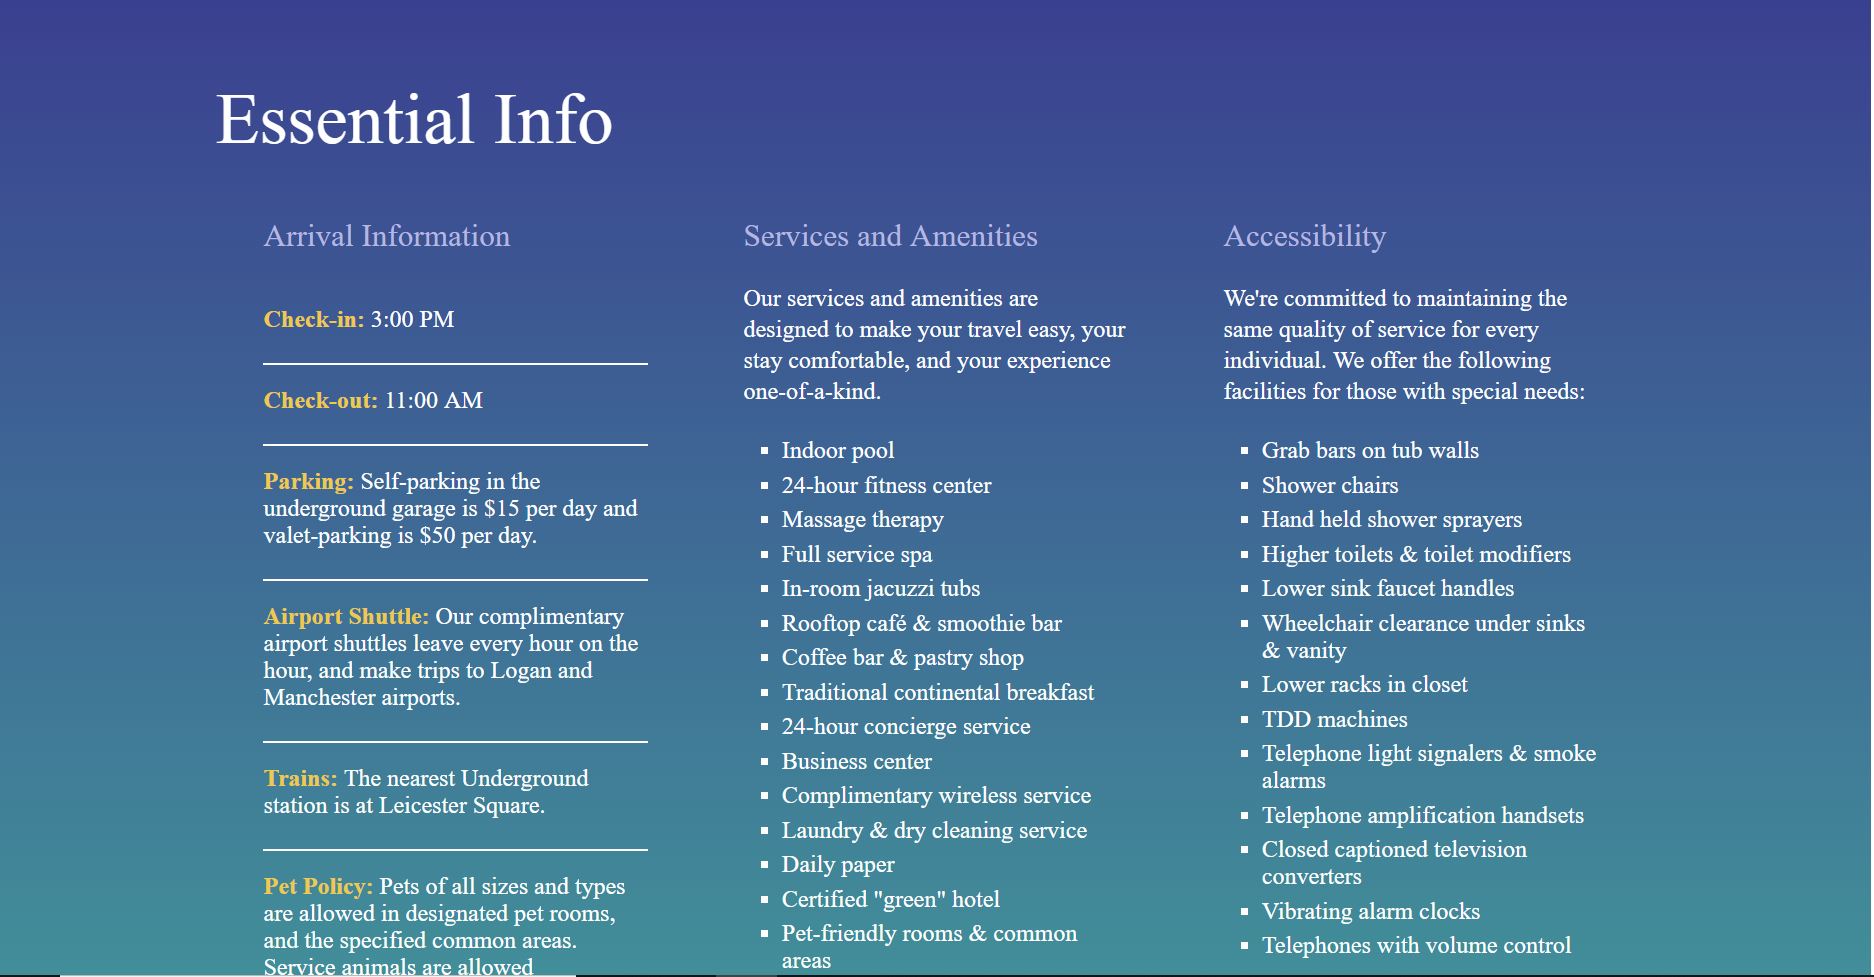 Essential Info
Arrival Information
Check-in: 3:00 PM
Check-out: 11:00 AM
Parking: Self-parking in the
underground garage is $15 per day and
valet-parking is $50 per day.
Airport Shuttle: Our complimentary
airport shuttles leave every hour on the
hour, and make trips to Logan and
Manchester airports.
Trains: The nearest Underground
station is at Leicester Square.
Pet Policy: Pets of all sizes and types
are allowed in designated pet rooms,
and the specified common areas.
Service animals are allowed
Services and Amenities
Our services and amenities are
designed to make your travel easy, your
stay comfortable, and your experience
one-of-a-kind.
Indoor pool
24-hour fitness center
Massage therapy
Full service spa
In-room jacuzzi tubs
Rooftop café & smoothie bar
Coffee bar & pastry shop
Traditional continental breakfast
24-hour concierge service
Business center
Complimentary wireless service
Laundry & dry cleaning service
Daily paper
Certified "green" hotel
Pet-friendly rooms & common
areas
Accessibility
We're committed to maintaining the
same quality of service for every
individual. We offer the following
facilities for those with special needs:
Grab bars on tub walls
Shower chairs
Hand held shower sprayers
Higher toilets & toilet modifiers
Lower sink faucet handles
Wheelchair clearance under sinks
& vanity
Lower racks in closet
TDD machines
Telephone light signalers & smoke
alarms
Telephone amplification handsets
Closed captioned television
converters
Vibrating alarm clocks
Telephones with volume control